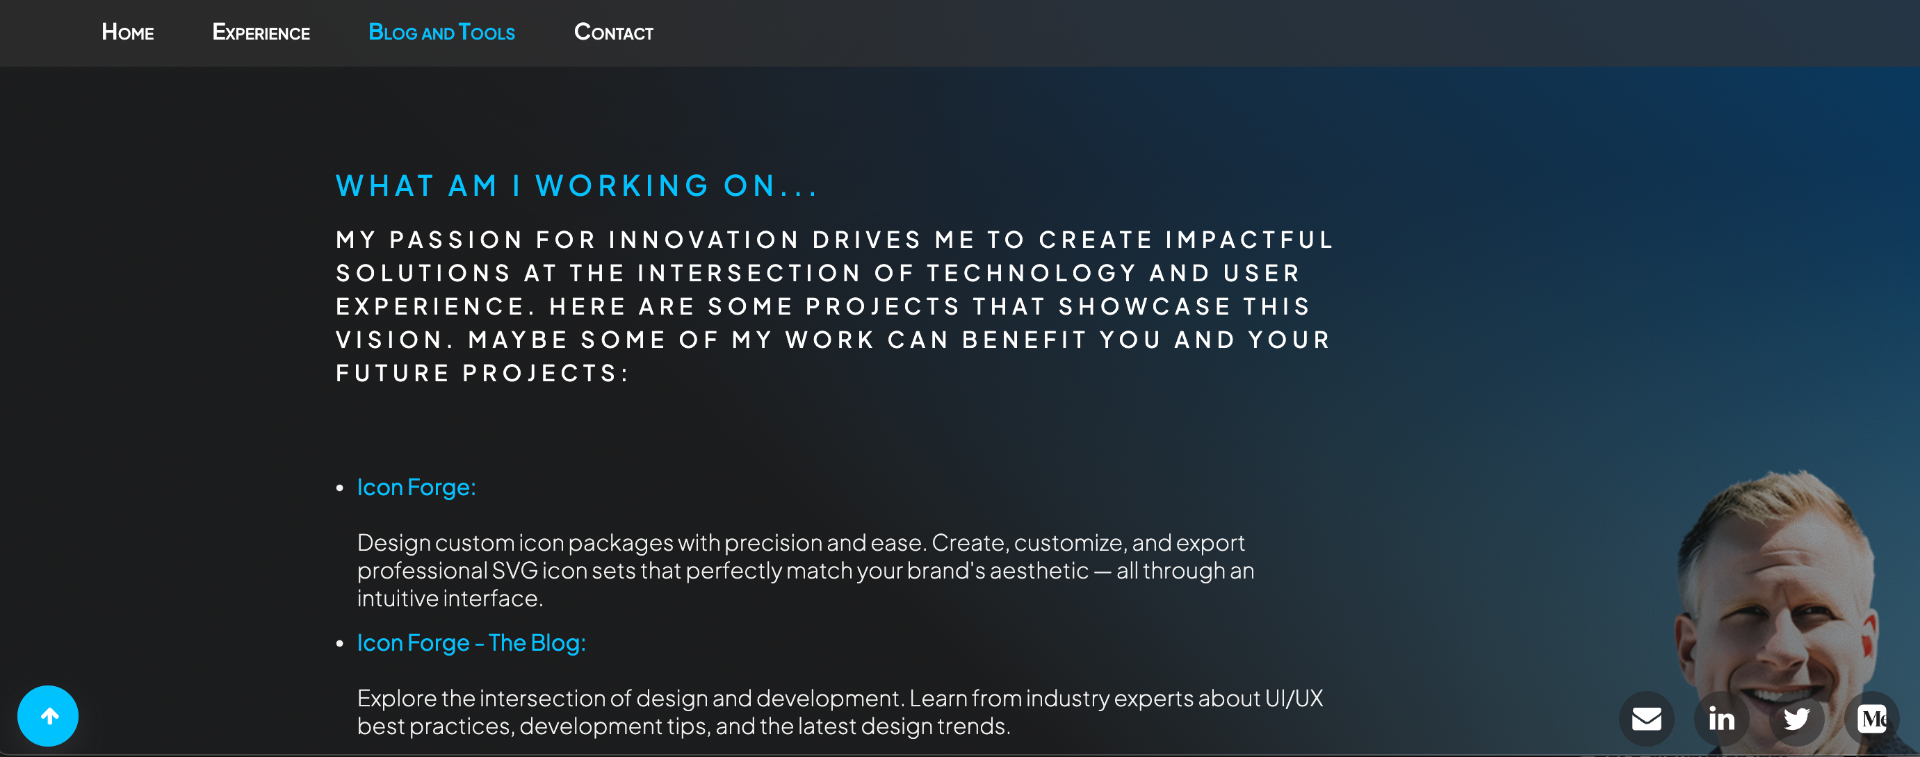 Home Experience Blog and Tools Contact
WHAT AM I WORKING ON...
MY PASSION FOR INNOVATION DRIVES ME TO CREATE IMPACTFUL
SOLUTIONS AT THE INTERSECTION OF TECHNOLOGY AND USER
EXPERIENCE. HERE ARE SOME PROJECTS THAT SHOWCASE THIS
VISION. MAYBE SOME OF MY WORK CAN BENEFIT YOU AND YOUR
FUTURE PROJECTS:
• Icon Forge:
Design custom icon packages with precision and ease. Create, customize, and export
professional SVG icon sets that perfectly match your brand's aesthetic — all through an
intuitive interface.
• Icon Forge - The Blog:
Explore the intersection of design and development. Learn from industry experts about UI/UX
best practices, development tips, and the latest design trends.
in